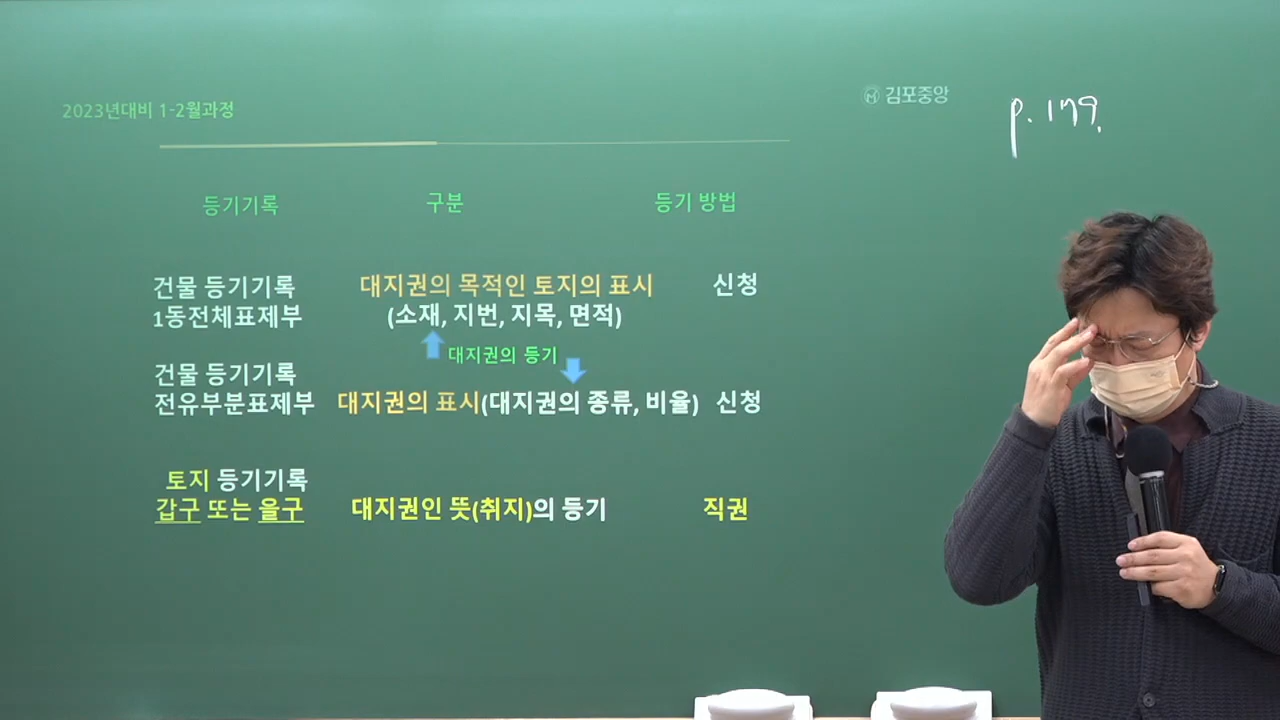 2023년대비 1-2월과정
김포중앙
p. 179.
등기기록 구분 등기 방법
건물 등기기록 대지권의 목적인 토지의 표시 신청
1동전체표제부 (소재, 지번, 지목, 면적)
대지권의 등기
건물 등기기록
전유부분표제부 대지권의 표시(대지권의 종류, 비율) 신청
토지 등기기록
갑구 또는 을구 대지권인 뜻(취지)의 등기 직권